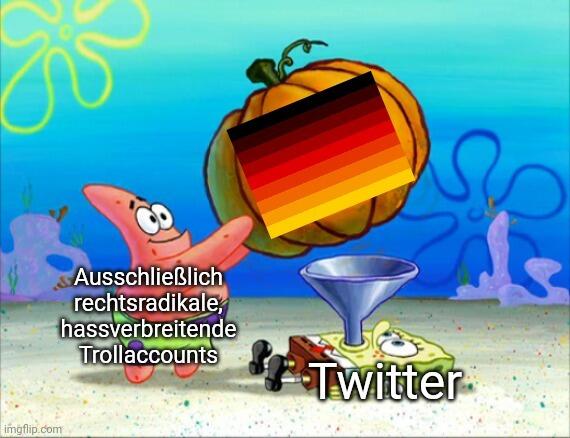 Ausschließlich
rechtsradikale,
hassverbreitende
Trollaccounts
Twitter
imgflip.com